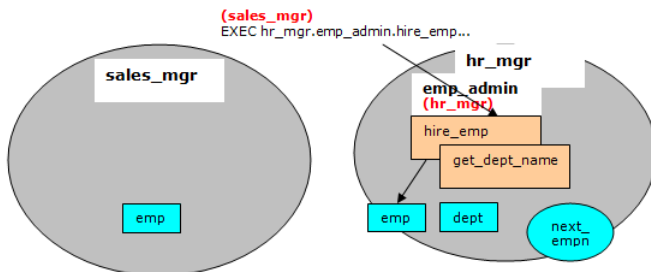 (sales_mgr)
EXEC hr_mgr.emp_admin.hire_emp...
sales_mgr
hr_mgr
emp_admin
(hr_mgr)
hire_emp
get_dept_name
emp
emp
dept
next_
empn